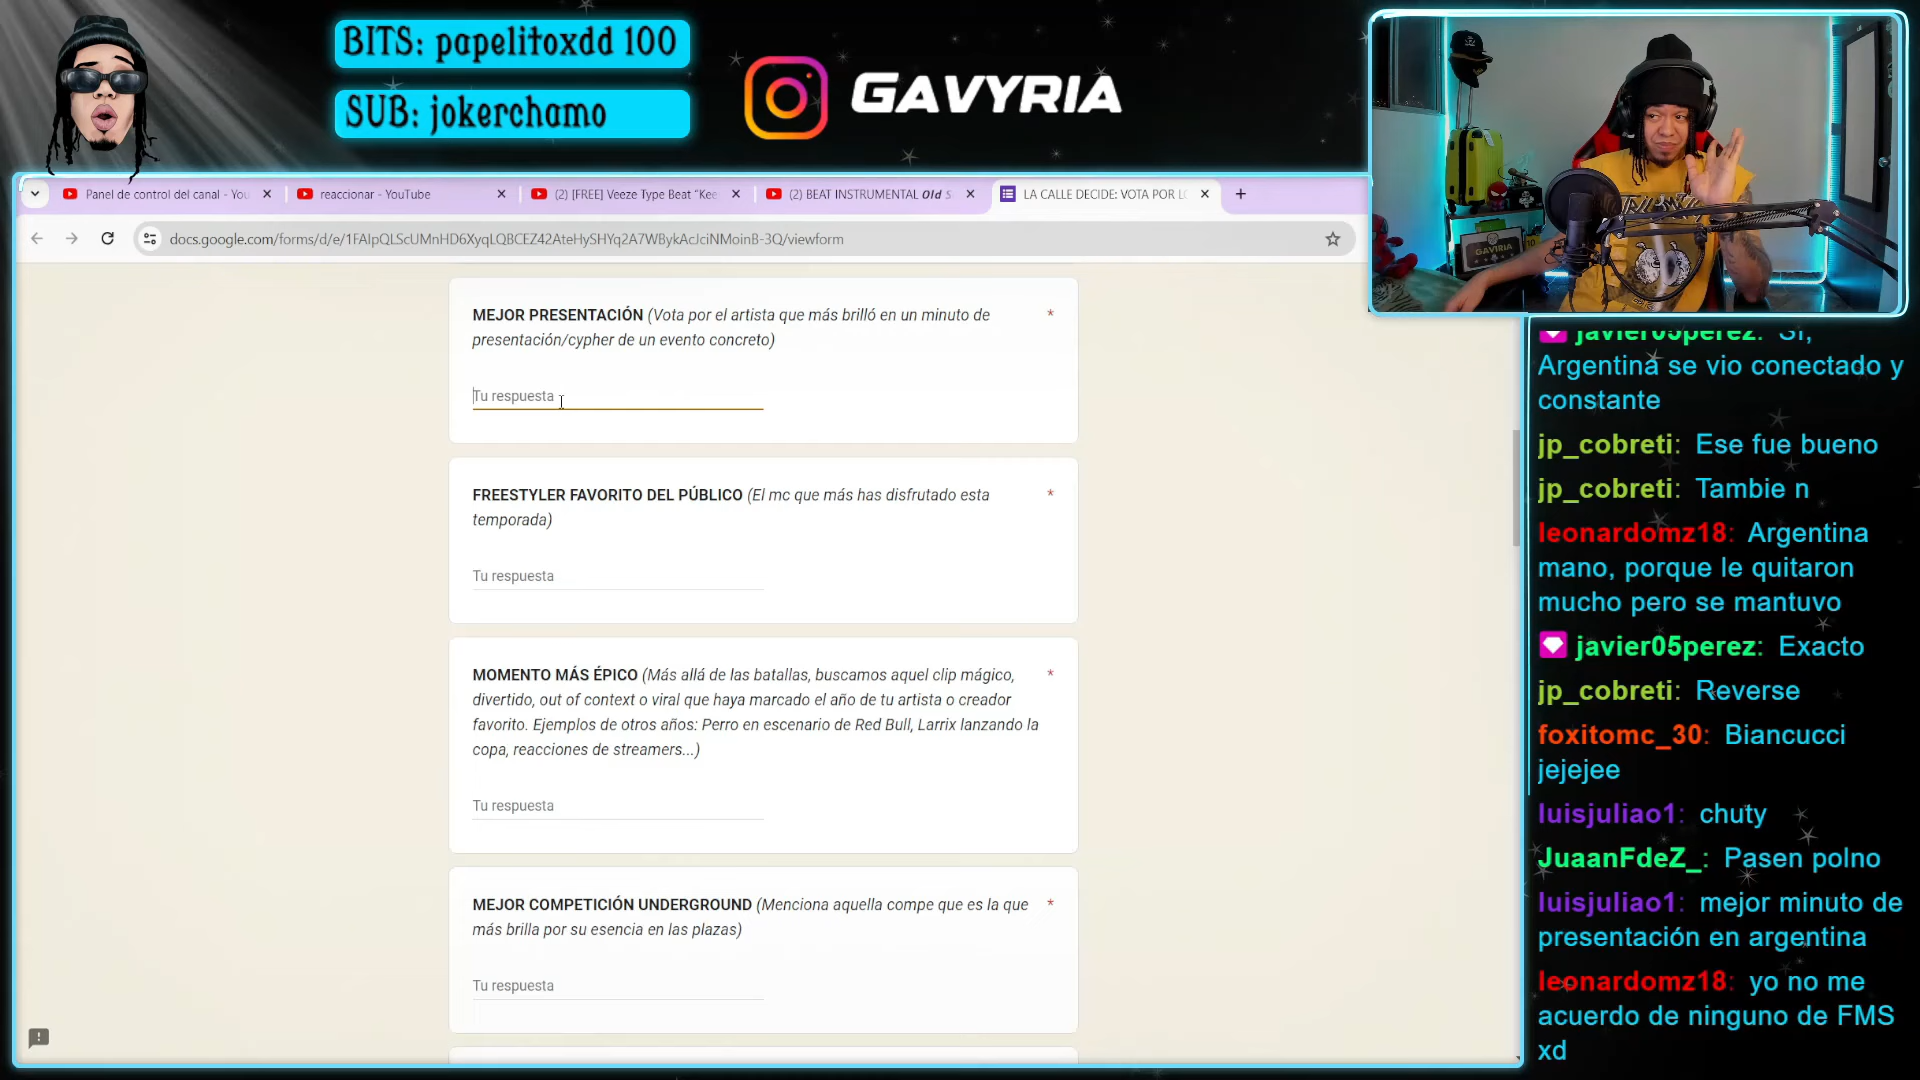 BITS: papelitoxdd 100
SUB: jokerchamo
GAVYRIA
Panel de control del canal - You
reaccionar - YouTube
(2) [FREE] Veeze Type Beat "Kee
(2) BEAT INSTRUMENTAL Old S
LA CALLE DECIDE: VOTA POR LO
docs.google.com/forms/d/e/1FAIpQLScUMnHD6XyqLQBCEZ42AteHySHYq2A7WBykAcJciNMoinB-3Q/viewform
MEJOR PRESENTACIÓN (Vota por el artista que más brilló en un minuto de *
presentación/cypher de un evento concreto)
Tu respuesta
FREESTYLER FAVORITO DEL PÚBLICO (El mc que más has disfrutado esta *
temporada)
Tu respuesta
MOMENTO MÁS ÉPICO (Más allá de las batallas, buscamos aquel clip mágico, *
divertido, out of context o viral que haya marcado el año de tu artista o creador
favorito. Ejemplos de otros años: Perro en escenario de Red Bull, Larrix lanzando la
copa, reacciones de streamers...)
Tu respuesta
MEJOR COMPETICIÓN UNDERGROUND (Menciona aquella compe que es la que *
más brilla por su esencia en las plazas)
Tu respuesta
GAVIRIA
javier05perez: Si,
Argentina se vio conectado y
constante
jp_cobreti: Ese fue bueno
jp_cobreti: Tambie n
leonardomz18: Argentina
mano, porque le quitaron
mucho pero se mantuvo
javier05perez: Exacto
jp_cobreti: Reverse
foxitomc_30: Biancucci
jejejee
luisjuliao1: chuty
JuaanFdeZ_: Pasen polno
luisjuliao1: mejor minuto de
presentación en argentina
leonardomz18: yo no me
acuerdo de ninguno de FMS
xd